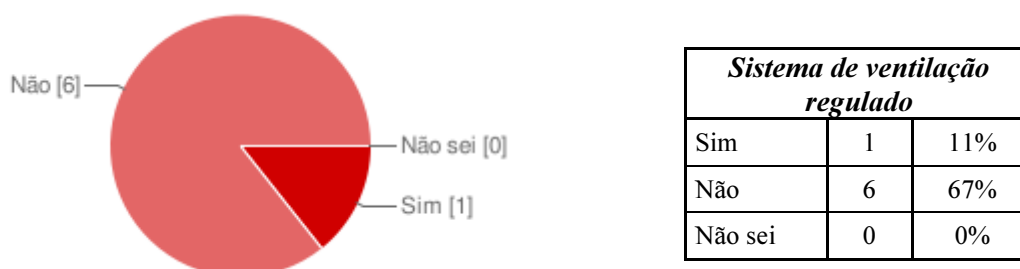 Não [6]
Não sei [0]
Sim [1]
Sistema de ventilação
regulado
Sim 1 11%
Não 6 67%
Não sei 0 0%